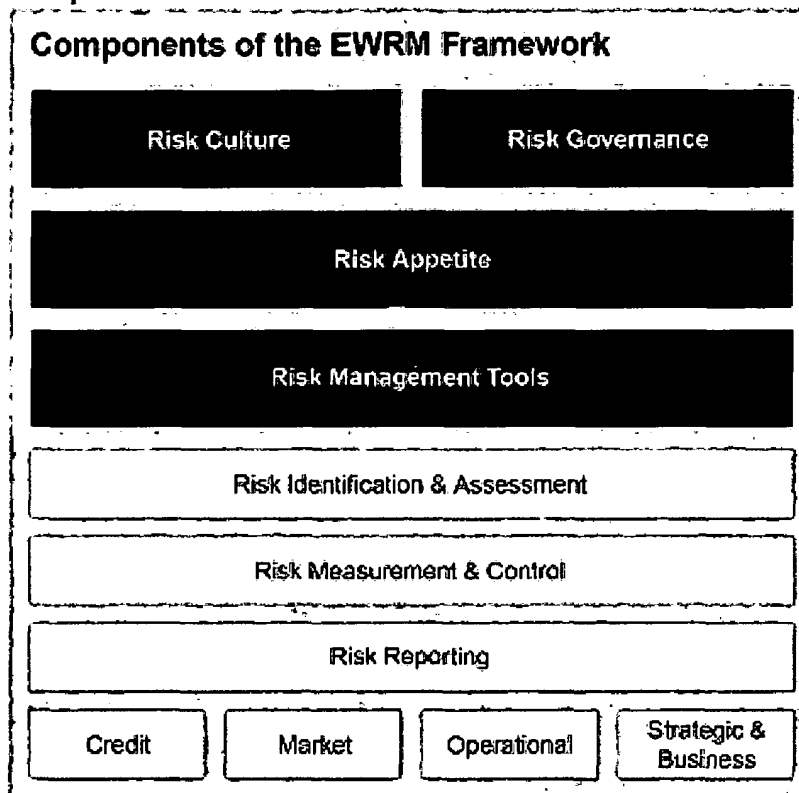 Components of the EWRM Framework
Risk Culture
Risk Governance
Risk Appetite
Risk Management Tools
Risk Identification & Assessment
Risk Measurement & Control
Risk Reporting
Credit
Market
Operational
Strategic &
Business